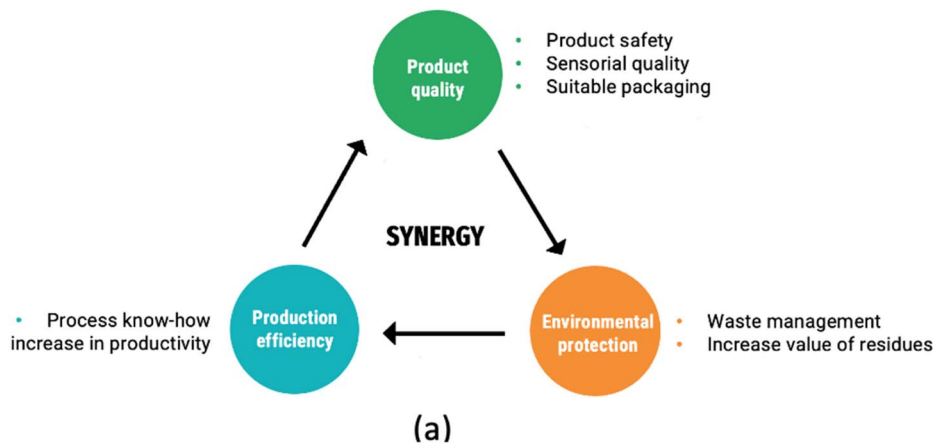 Product
quality
• Product safety
• Sensorial quality
• Suitable packaging
SYNERGY
• Process know-how
increase in productivity
Production
efficiency
Environmental
protection
• Waste management
• Increase value of residues
(a)